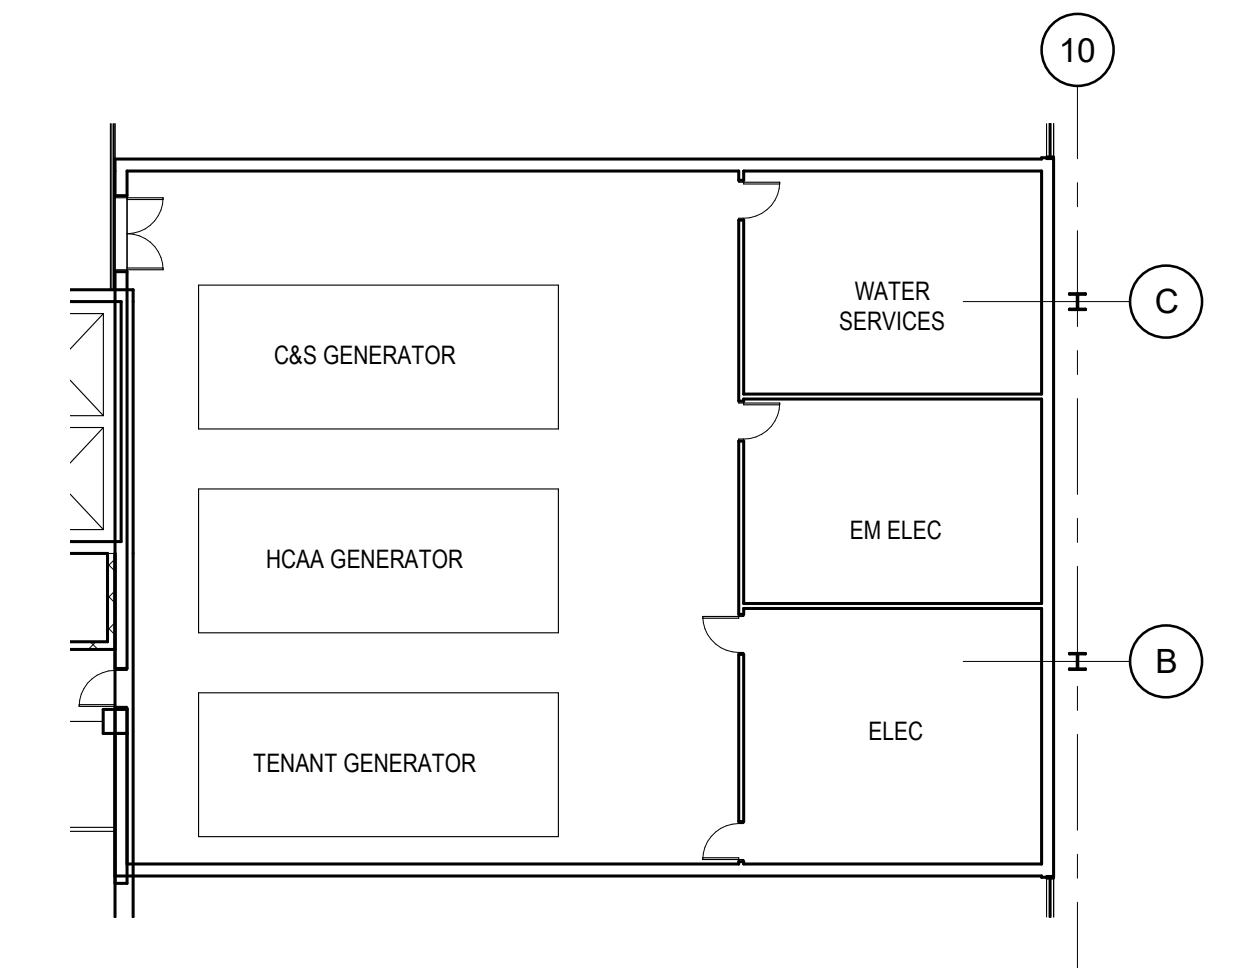 10
WATER
SERVICES
C
C&S GENERATOR
EM ELEC
HCAA GENERATOR
B
ELEC
TENANT GENERATOR